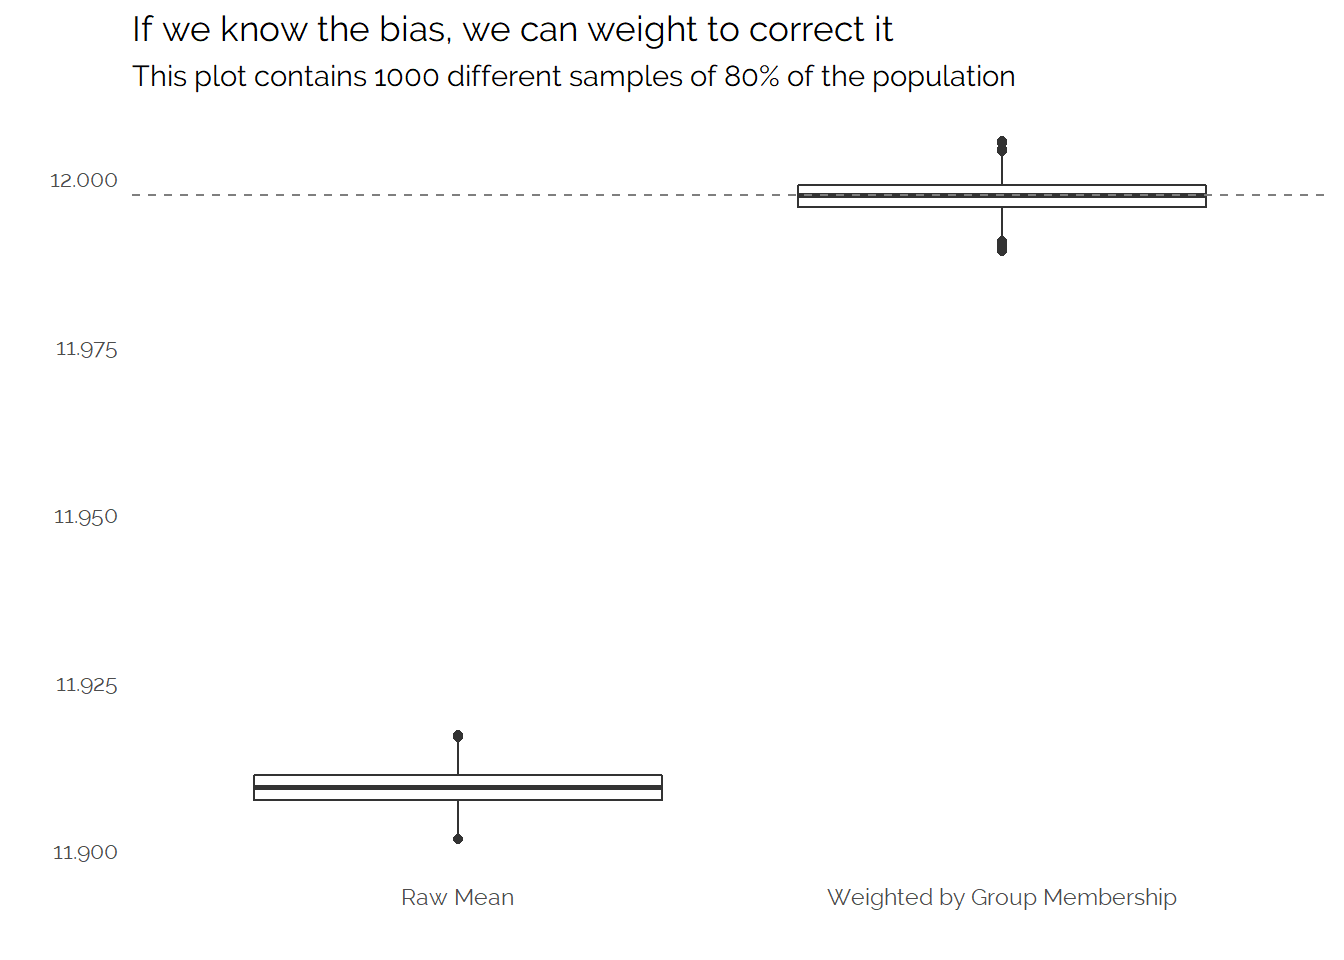 If we know the bias, we can weight to correct it
This plot contains 1000 different samples of 80% of the population
12.000
11.975
11.950
11.925
11.900
Raw Mean
Weighted by Group Membership